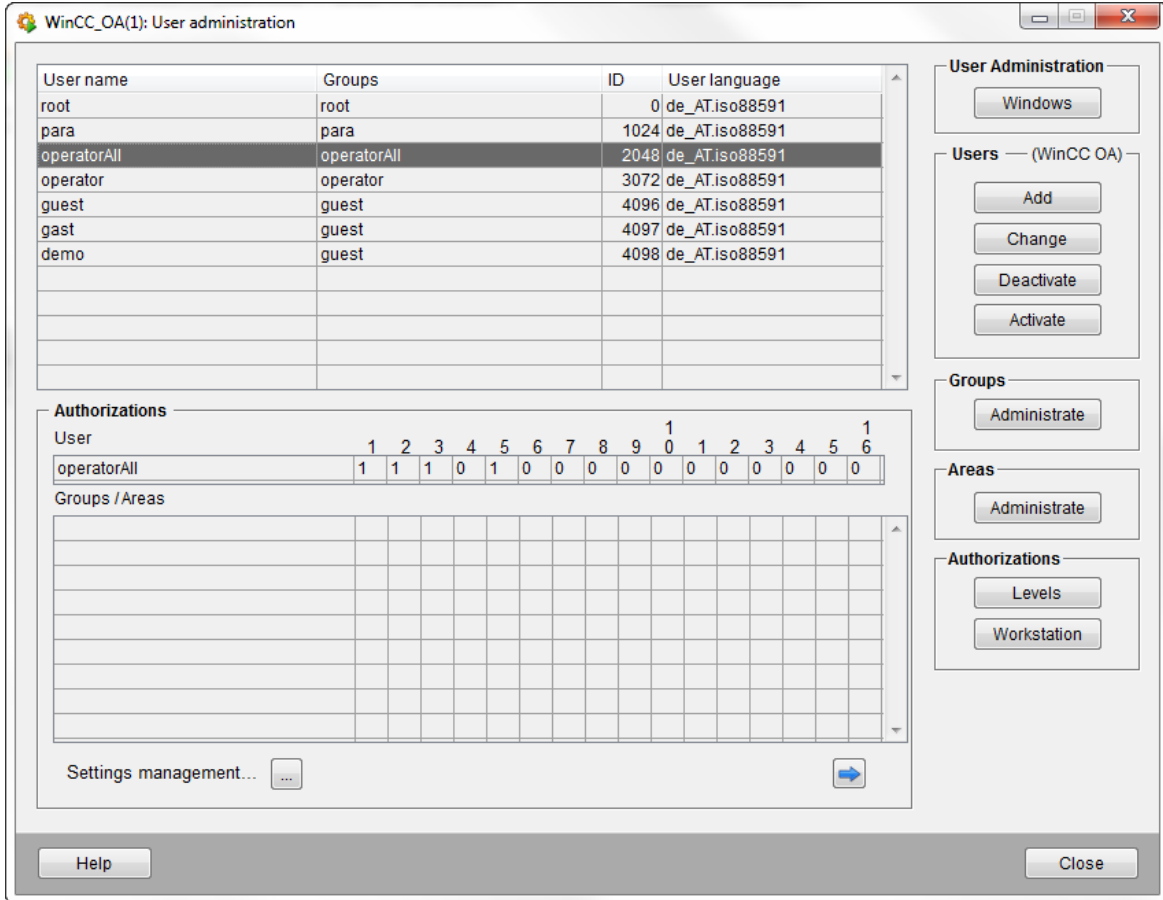 WinCC_OA(1): User administration
User name Groups ID User language
root root 0 de_AT.iso88591
para para 1024 de_AT.iso88591
operatorAll operatorAll 2048 de_AT.iso88591
operator operator 3072 de_AT.iso88591
guest guest 4096 de_AT.iso88591
gast guest 4097 de_AT.iso88591
demo guest 4098 de_AT.iso88591
Authorizations
User 1 2 3 4 5 6 7 8 9 10 1 2 3 4 5 16
operatorAll 1 1 1 0 1 0 0 0 0 0 0 0 0 0 0 0
Groups / Areas
Settings management... ...
User Administration
Windows
Users (WinCC OA)
Add
Change
Deactivate
Activate
Groups
Administrate
Areas
Administrate
Authorizations
Levels
Workstation
Help Close